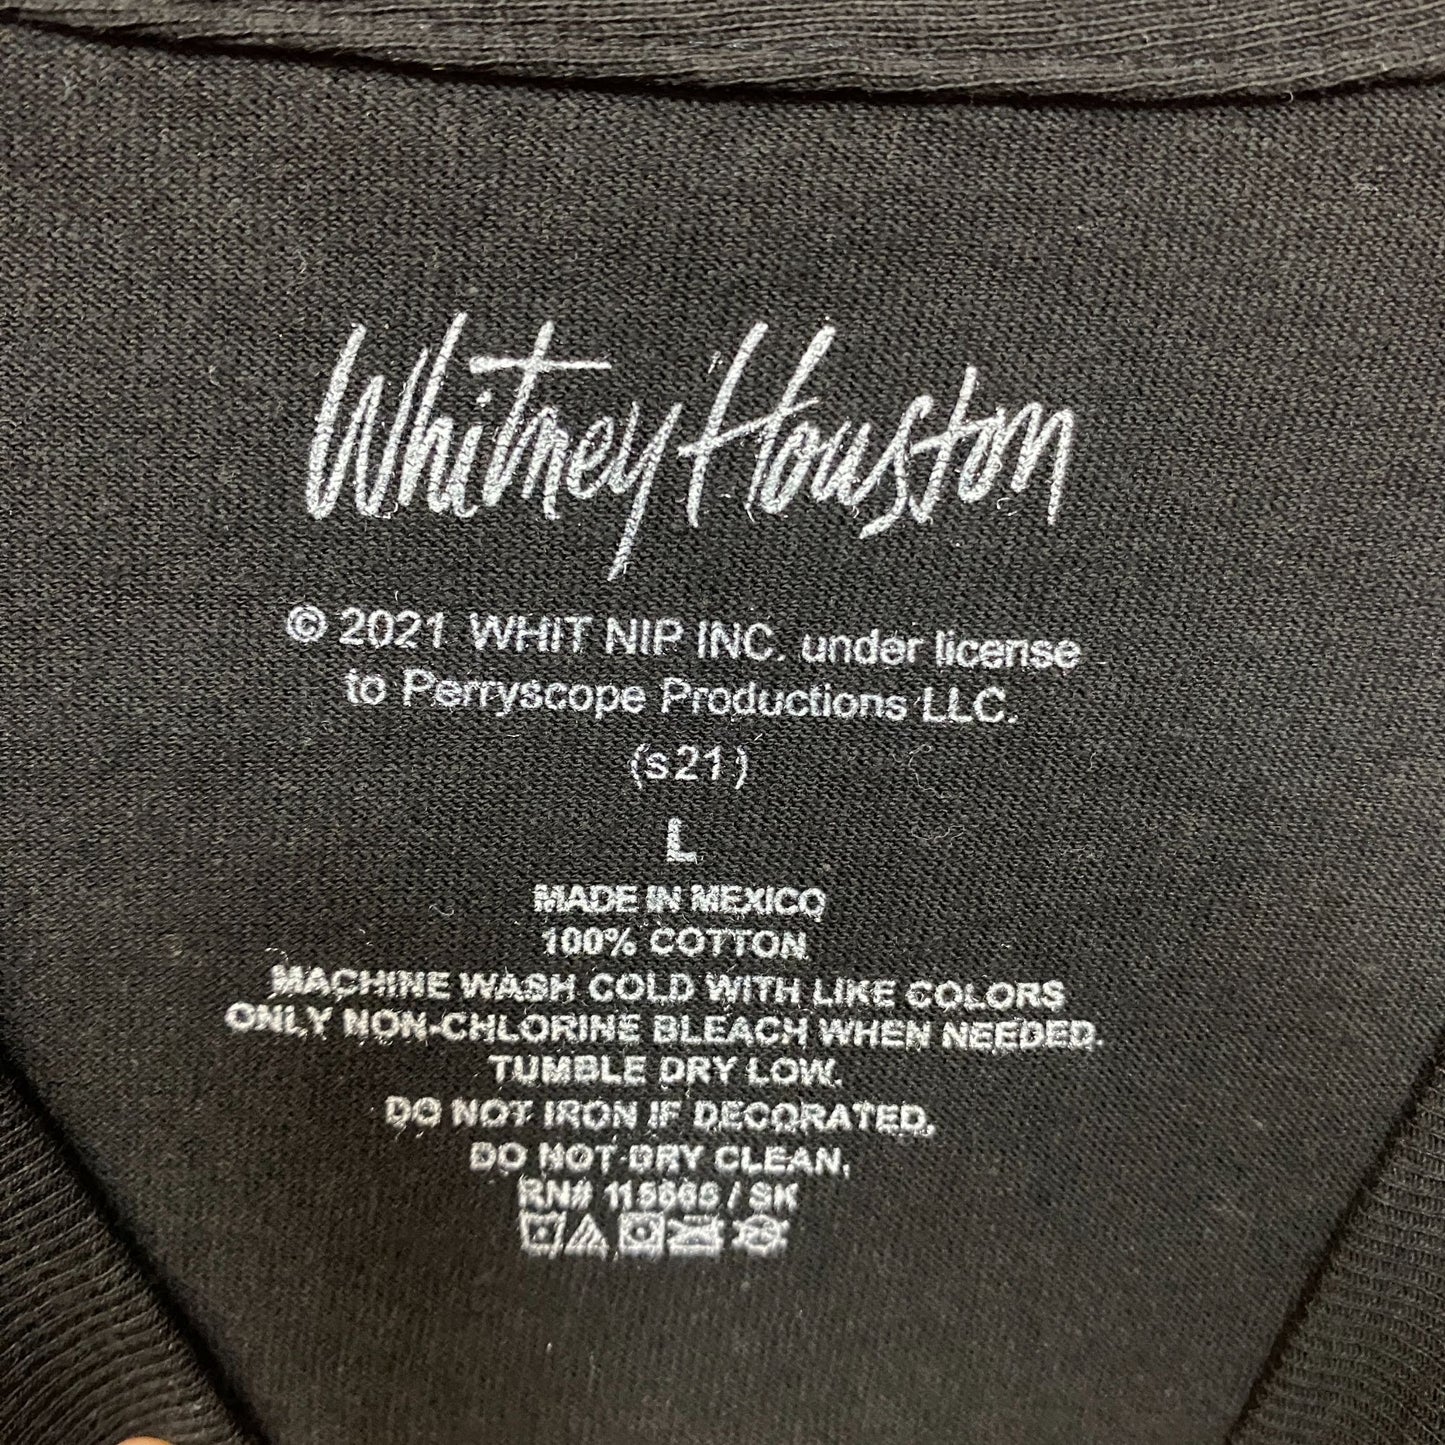 Whitney Houston
© 2021 WHIT NIP INC. under license
to Perryscope Productions LLC.
(s21)
L
MADE IN MEXICO
100% COTTON
MACHINE WASH COLD WITH LIKE COLORS
ONLY NON-CHLORINE BLEACH WHEN NEEDED.
TUMBLE DRY LOW.
DO NOT IRON IF DECORATED.
DO NOT DRY CLEAN.
RN# / SK